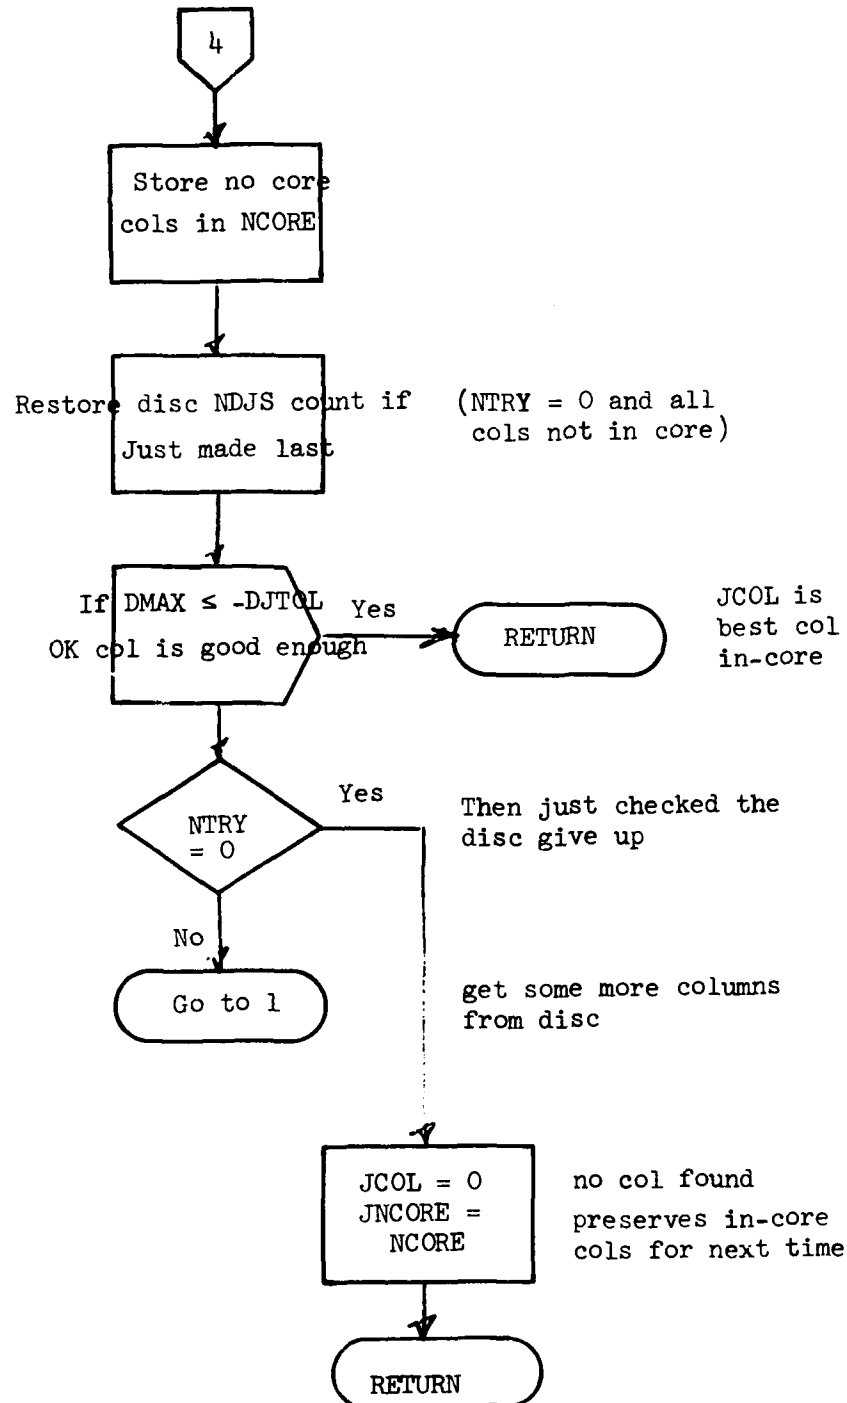 4
Store no core
cols in NCORE
Restore disc NDJS count if
Just made last
(NTRY = 0 and all
cols not in core)
If DMAX ≤ -DJTOL
OK col is good enough
Yes
RETURN
JCOL is
best col
in-core
NTRY
= 0
Yes
Then just checked the
disc give up
No
Go to 1
get some more columns
from disc
JCOL = 0
JNCORE =
NCORE
no col found
preserves in-core
cols for next time
RETURN